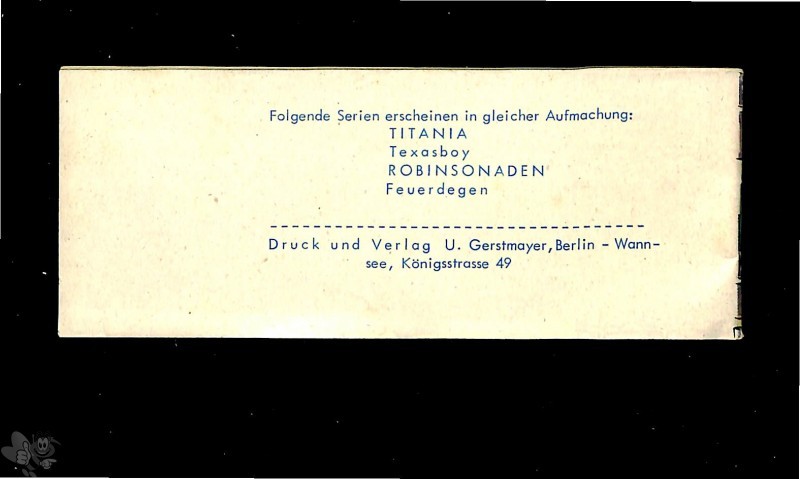 Folgende Serien erscheinen in gleicher Aufmachung:
TITANIA
Texasboy
ROBINSONADEN
Feuerdegen
Druck und Verlag U. Gerstmayer, Berlin - Wann-
see, Königsstrasse 49